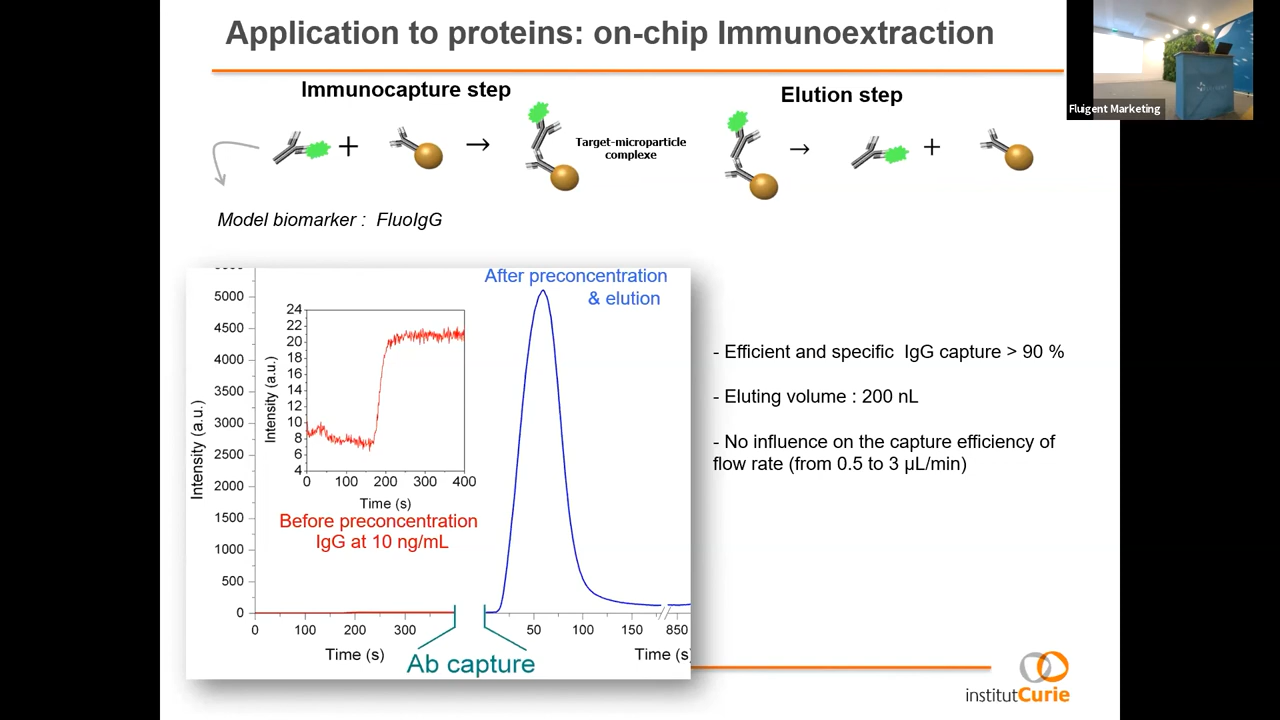 Application to proteins: on-chip Immunoextraction
Fluigent Marketing
Immunocapture step
Elution step
+
→
Target-microparticle
complexe
→
+
Model biomarker : FluoIgG
After preconcentration
& elution
5000
4500
4000
3500
3000
2500
2000
1500
1000
500
0
Intensity (a.u.)
24
22
20
18
16
14
12
10
8
6
4
Intensity (a.u.)
0 100 200 300 400
Time (s)
Before preconcentration
IgG at 10 ng/mL
0 100 200 300
50 100 150 850
Time (s)
Time (s
Ab capture
- Efficient and specific IgG capture > 90 %
- Eluting volume : 200 nL
- No influence on the capture efficiency of
flow rate (from 0.5 to 3 µL/min)
institutCurie